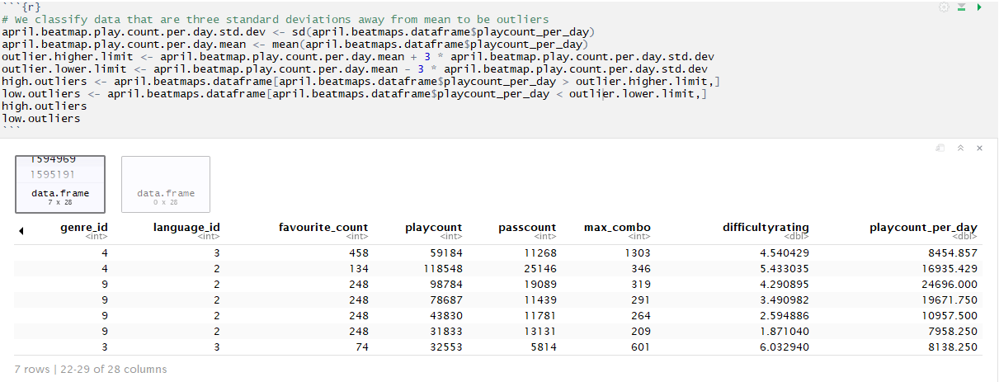 ```{r}
# we classify data that are three standard deviations away from mean to be outliers
april.beatmap.play.count.per.day.std.dev <- sd(april.beatmaps.dataframe$playcount_per_day)
april.beatmap.play.count.per.day.mean <- mean(april.beatmaps.dataframe$playcount_per_day)
outlier.higher.limit <- april.beatmap.play.count.per.day.mean + 3 * april.beatmap.play.count.per.day.std.dev
outlier.lower.limit <- april.beatmap.play.count.per.day.mean - 3 * april.beatmap.play.count.per.day.std.dev
high.outliers <- april.beatmaps.dataframe[april.beatmaps.dataframe$playcount_per_day > outlier.higher.limit,]
low.outliers <- april.beatmaps.dataframe[april.beatmaps.dataframe$playcount_per_day < outlier.lower.limit,]
high.outliers
low.outliers
```
1594969
1595191
data.frame
7 x 28
data.frame
0 x 28
genre_id language_id favourite_count playcount passcount max_combo difficultyrating playcount_per_day
<int> <int> <int> <int> <int> <int> <dbl> <dbl>
4 3 458 59184 11268 1303 4.540429 8454.857
4 2 134 118548 25146 346 5.433035 16935.429
9 2 248 98784 19089 319 4.290895 24696.000
9 2 248 78687 11439 291 3.490982 19671.750
9 2 248 43830 11781 264 2.594886 10957.500
9 2 248 31833 13131 209 1.871040 7958.250
3 3 74 32553 5814 601 6.032940 8138.250
7 rows | 22-29 of 28 columns